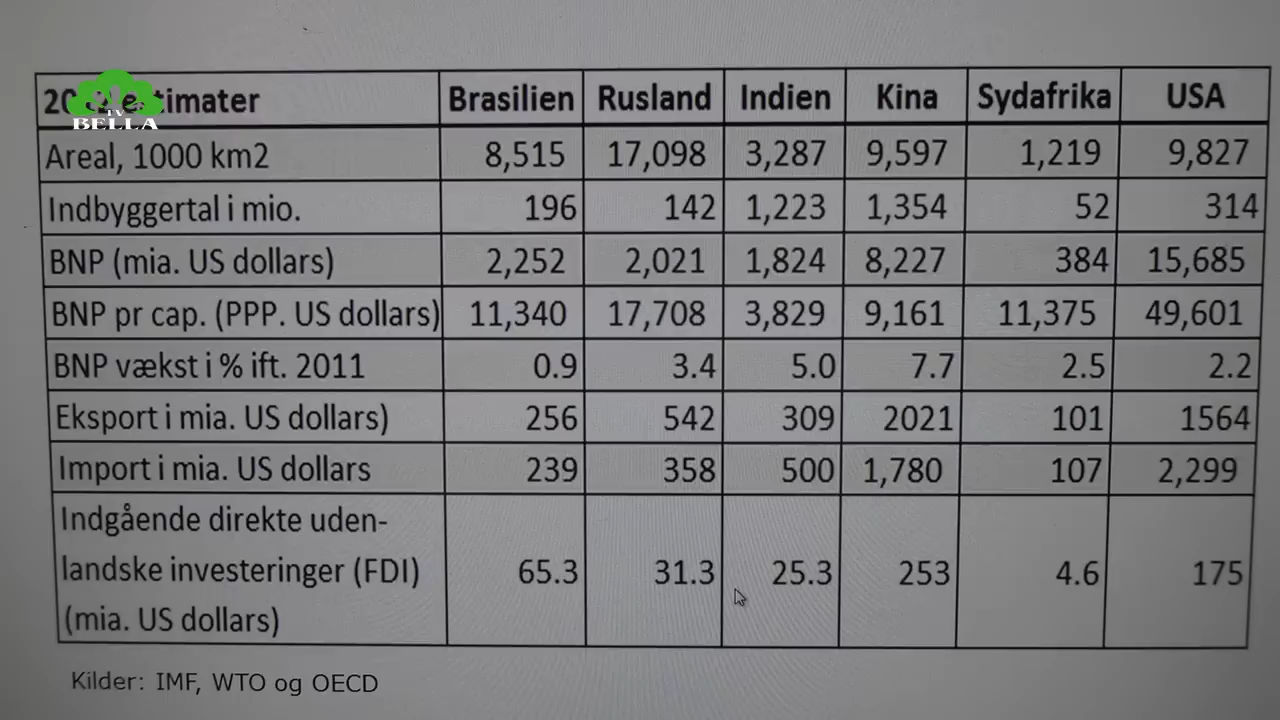 TV
BELLA
Brasilien Rusland Indien Kina Sydafrika USA
Areal, 1000 km2 8,515 17,098 3,287 9,597 1,219 9,827
Indbyggertal i mio. 196 142 1,223 1,354 52 314
BNP (mia. US dollars) 2,252 2,021 1,824 8,227 384 15,685
BNP pr cap. (PPP. US dollars) 11,340 17,708 3,829 9,161 11,375 49,601
BNP vækst i % ift. 2011 0.9 3.4 5.0 7.7 2.5 2.2
Eksport i mia. US dollars) 256 542 309 2021 101 1564
Import i mia. US dollars 239 358 500 1,780 107 2,299
Indgående direkte uden-
landske investeringer (FDI) 65.3 31.3 25.3 253 4.6 175
(mia. US dollars)
Kilder: IMF, WTO og OECD